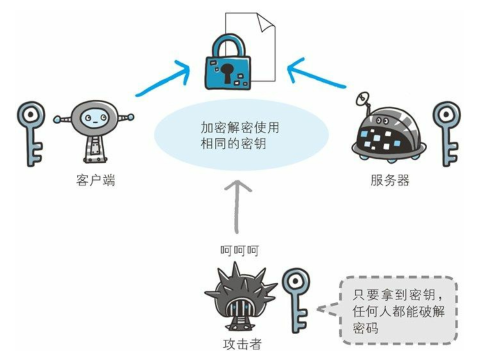 加密解密使用
相同的密钥
客户端
服务器
呵呵呵
只要拿到密钥，
任何人都能破解
密码
攻击者